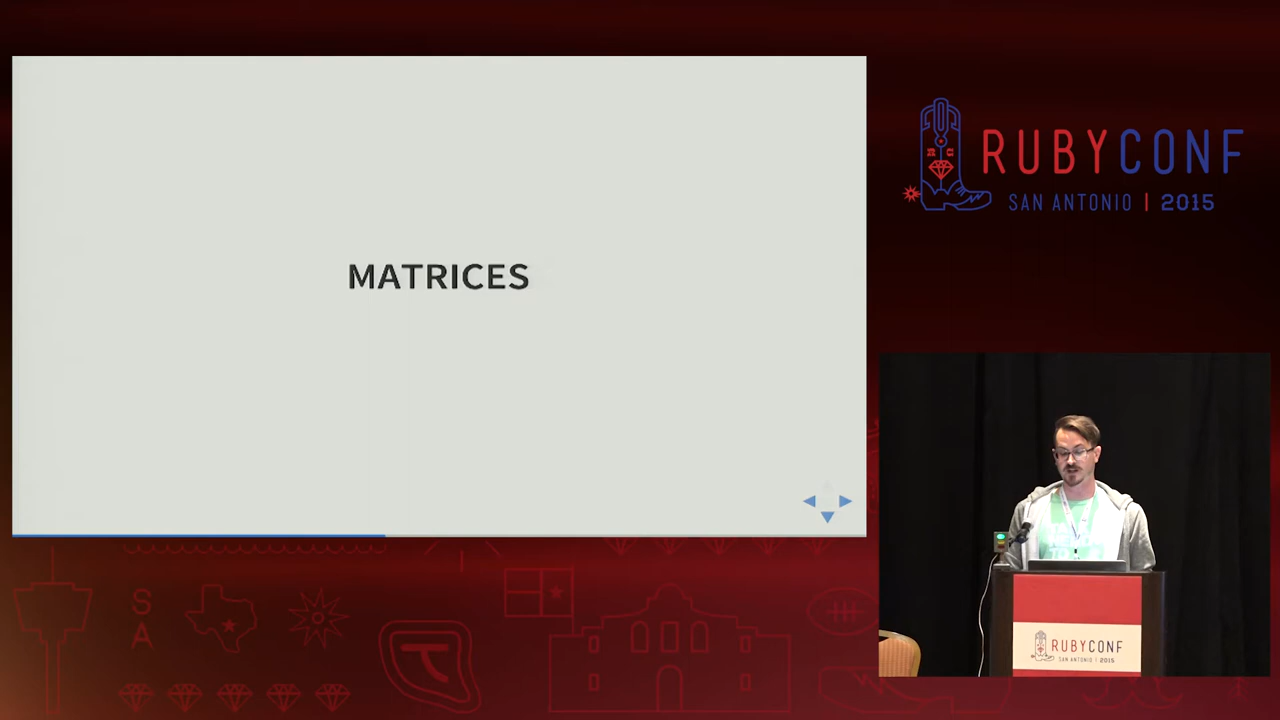 MATRICES
RUBYCONF
SAN ANTONIO | 2015
S
A
RUBYCONF
SAN ANTONIO | 2015